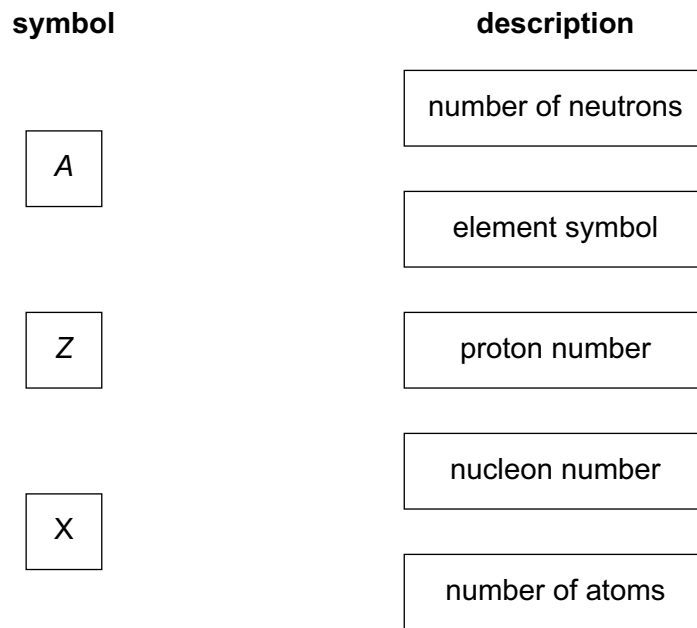 symbol
description
number of neutrons
A
element symbol
Z
proton number
nucleon number
X
number of atoms